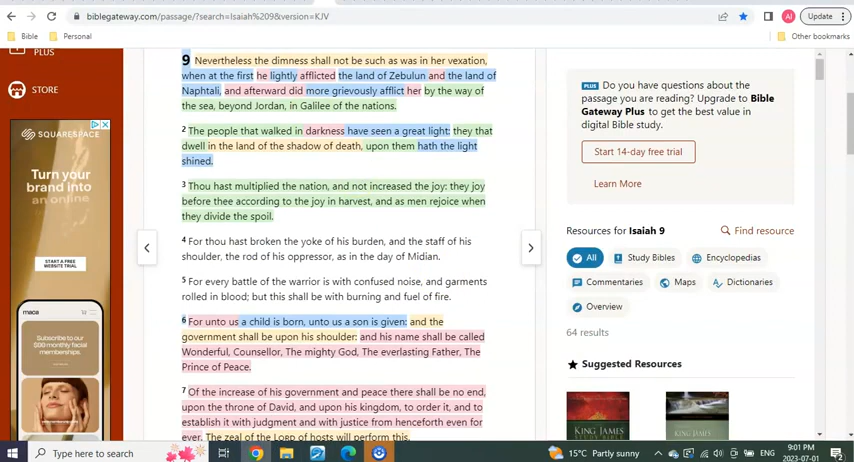 biblegateway.com/passage/?search=Isaiah%209&version=KJV
AI
Update
Bible
Personal
Other bookmarks
PLUS
STORE
SQUARESPACE
Turn your
brand into
an online
START A FREE
WEBSITE TRIAL
maca
Subscribe to our
$99 monthly facial
memberships.
9 Nevertheless the dimness shall not be such as was in her vexation,
when at the first he lightly afflicted the land of Zebulun and the land of
Naphtali, and afterward did more grievously afflict her by the way of
the sea, beyond Jordan, in Galilee of the nations.
2 The people that walked in darkness have seen a great light: they that
dwell in the land of the shadow of death, upon them hath the light
shined.
3 Thou hast multiplied the nation, and not increased the joy: they joy
before thee according to the joy in harvest, and as men rejoice when
they divide the spoil.
4 For thou hast broken the yoke of his burden, and the staff of his
shoulder, the rod of his oppressor, as in the day of Midian.
5 For every battle of the warrior is with confused noise, and garments
rolled in blood; but this shall be with burning and fuel of fire.
6 For unto us a child is born, unto us a son is given: and the
government shall be upon his shoulder: and his name shall be called
Wonderful, Counsellor, The mighty God, The everlasting Father, The
Prince of Peace.
7 Of the increase of his government and peace there shall be no end,
upon the throne of David, and upon his kingdom, to order it, and to
establish it with judgment and with justice from henceforth even for
ever. The zeal of the LORD of hosts will perform this.
PLUS Do you have questions about the
passage you are reading? Upgrade to Bible
Gateway Plus to get the best value in
digital Bible study.
Start 14-day free trial
Learn More
Resources for Isaiah 9
Find resource
All
Study Bibles
Encyclopedias
Commentaries
Maps
Dictionaries
Overview
64 results
Suggested Resources
KING JAMES
STUDY BIBLE
KING JAMES
Type here to search
15°C Partly sunny
ENG
9:01 PM
2023-07-01
2